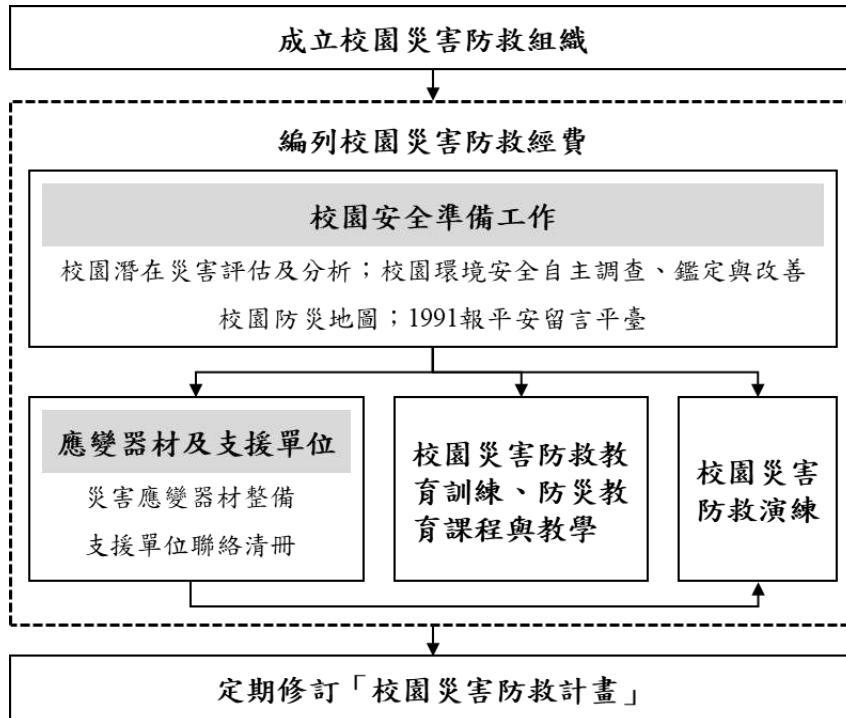 成立校園災害防救組織
編列校園災害防救經費
校園安全準備工作
校園潛在災害評估及分析；校園環境安全自主調查、鑑定與改善
校園防災地圖；1991報平安留言平臺
應變器材及支援單位
災害應變器材整備
支援單位聯絡清冊
校園災害防救教
育訓練、防災教
育課程與教學
校園災害
防救演練
定期修訂「校園災害防救計畫」